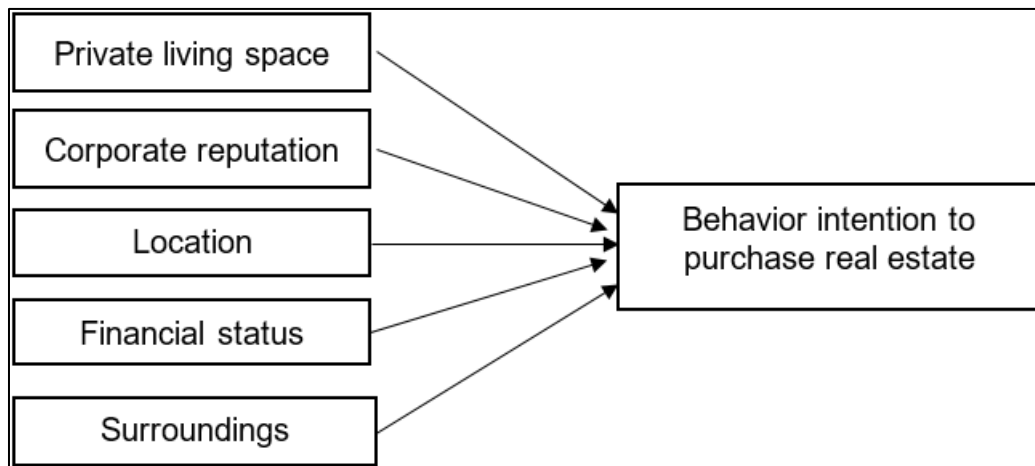 Private living space
Corporate reputation
Location
Financial status
Surroundings
Behavior intention to
purchase real estate